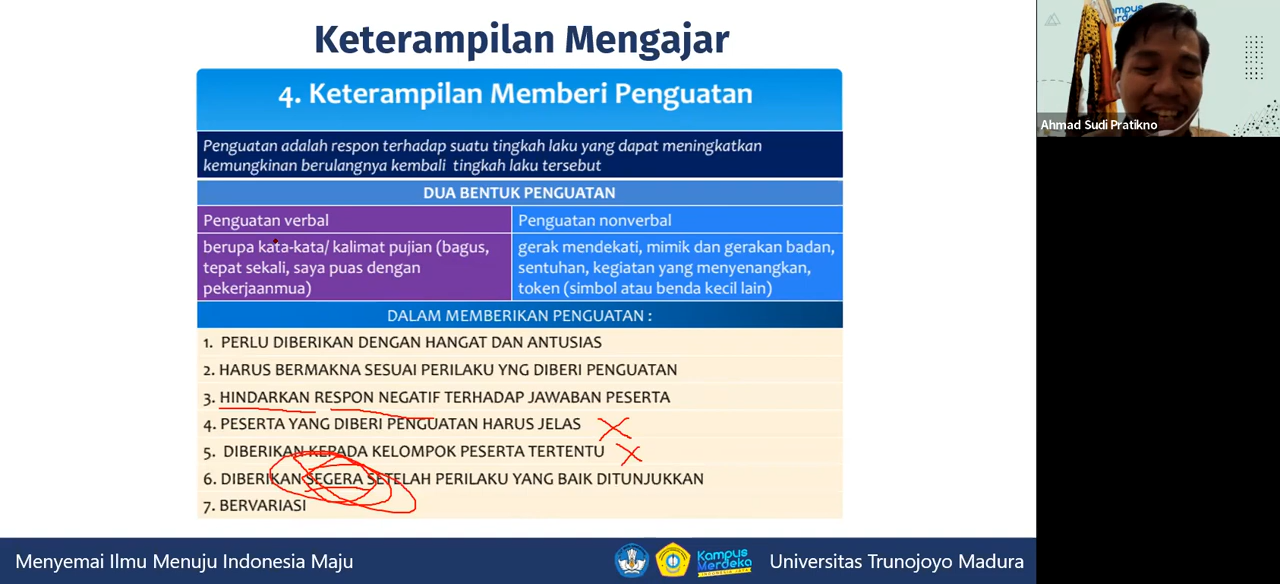 Keterampilan Mengajar
4. Keterampilan Memberi Penguatan
Penguatan adalah respon terhadap suatu tingkah laku yang dapat meningkatkan
kemungkinan berulangnya kembali tingkah laku tersebut
DUA BENTUK PENGUATAN
Penguatan verbal
Penguatan nonverbal
berupa kata-kata/ kalimat pujian (bagus,
tepat sekali, saya puas dengan
pekerjaanmua)
gerak mendekati, mimik dan gerakan badan,
sentuhan, kegiatan yang menyenangkan,
token (simbol atau benda kecil lain)
DALAM MEMBERIKAN PENGUATAN :
1. PERLU DIBERIKAN DENGAN HANGAT DAN ANTUSIAS
2. HARUS BERMAKNA SESUAI PERILAKU YNG DIBERI PENGUATAN
3. HINDARKAN RESPON NEGATIF TERHADAP JAWABAN PESERTA
4. PESERTA YANG DIBERI PENGUATAN HARUS JELAS
5. DIBERIKAN KEPADA KELOMPOK PESERTA TERTENTU
6. DIBERIKAN SEGERA SETELAH PERILAKU YANG BAIK DITUNJUKKAN
7. BERVARIASI
Menyemai Ilmu Menuju Indonesia Maju
Kampus
Merdeka
INDONESIA JAYA
Universitas Trunojoyo Madura
Ahmad Sudi Pratikno